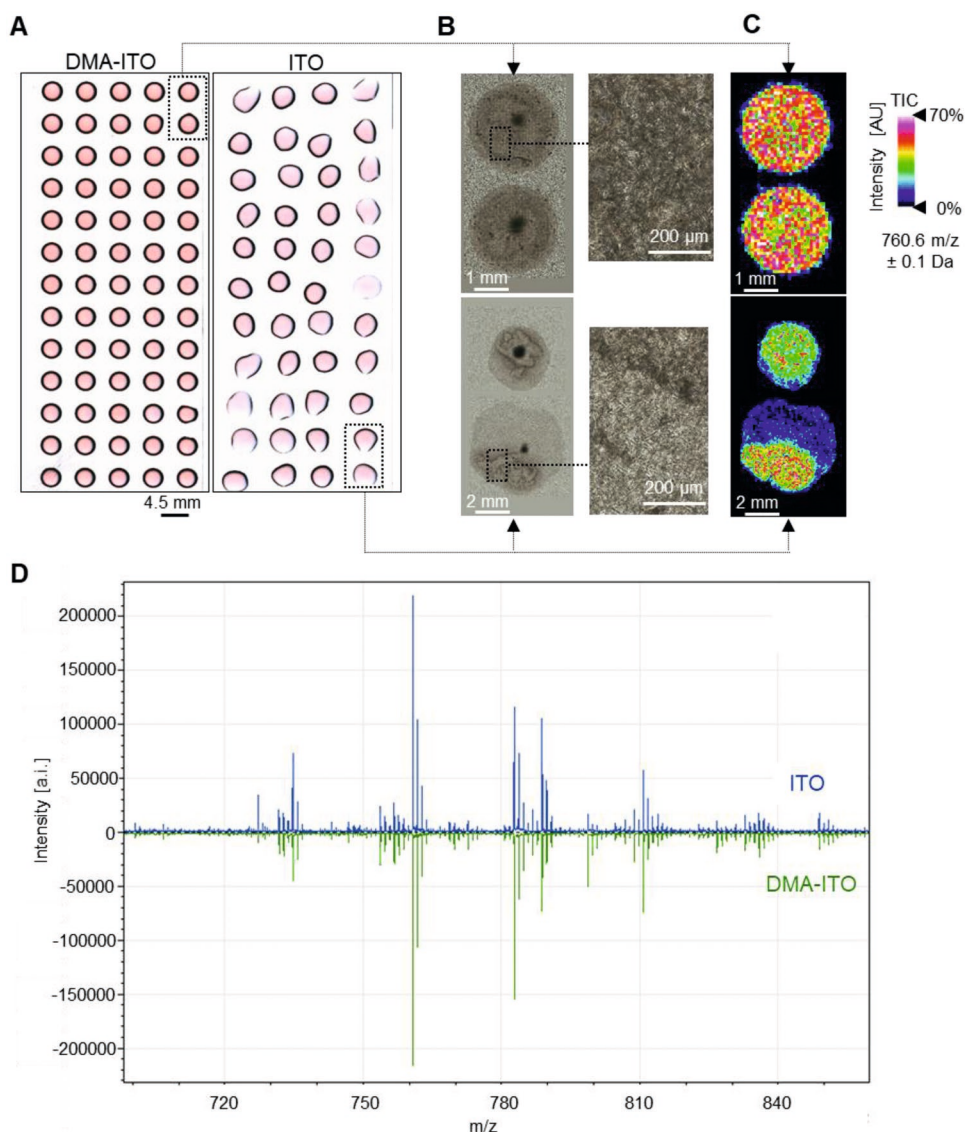 A
DMA-ITO
ITO
4.5 mm
B
1 mm
200 µm
2 mm
200 µm
C
1 mm
2 mm
TIC
Intensity [AU]
70%
0%
760.6 m/z
± 0.1 Da
D
Intensity [a.i.]
200000
150000
100000
50000
0
-50000
-100000
-150000
-200000
ITO
DMA-ITO
720
750
780
810
840
m/z